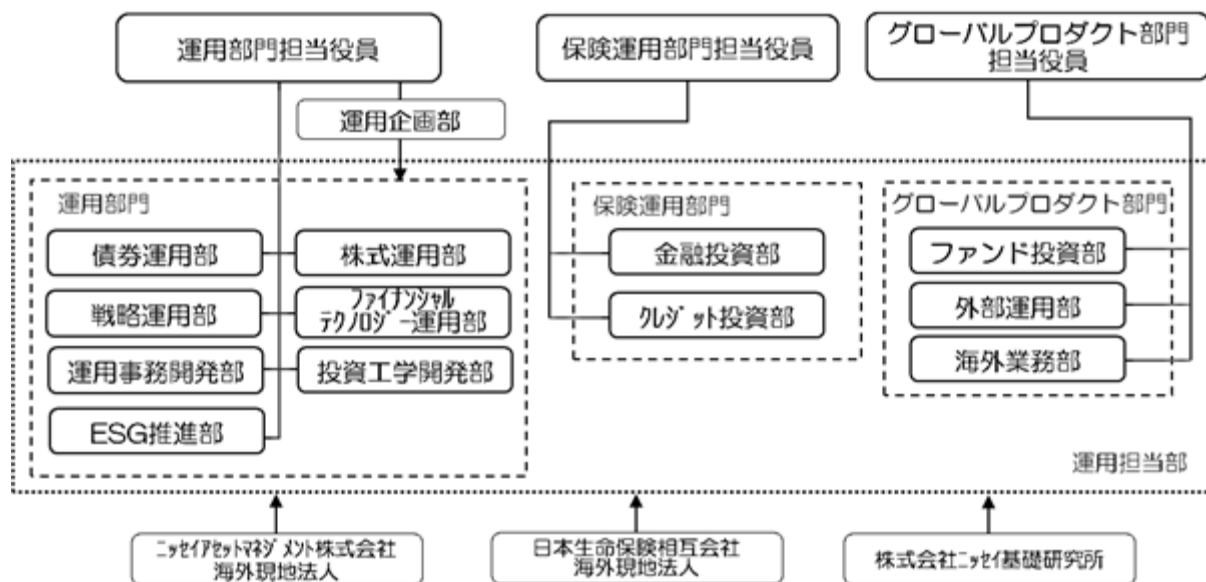 運用部門担当役員
保険運用部門担当役員
グローバルプロダクト部門
担当役員
運用企画部
運用部門
債券運用部
株式運用部
戦略運用部
ファイナンシャル
テクノロジー運用部
運用事務開発部
投資工学開発部
ESG推進部
保険運用部門
金融投資部
クレジット投資部
グローバルプロダクト部門
ファンド投資部
外部運用部
海外業務部
運用担当部
ニッセイアセットマネジメント株式会社
海外現地法人
日本生命保険相互会社
海外現地法人
株式会社ニッセイ基礎研究所